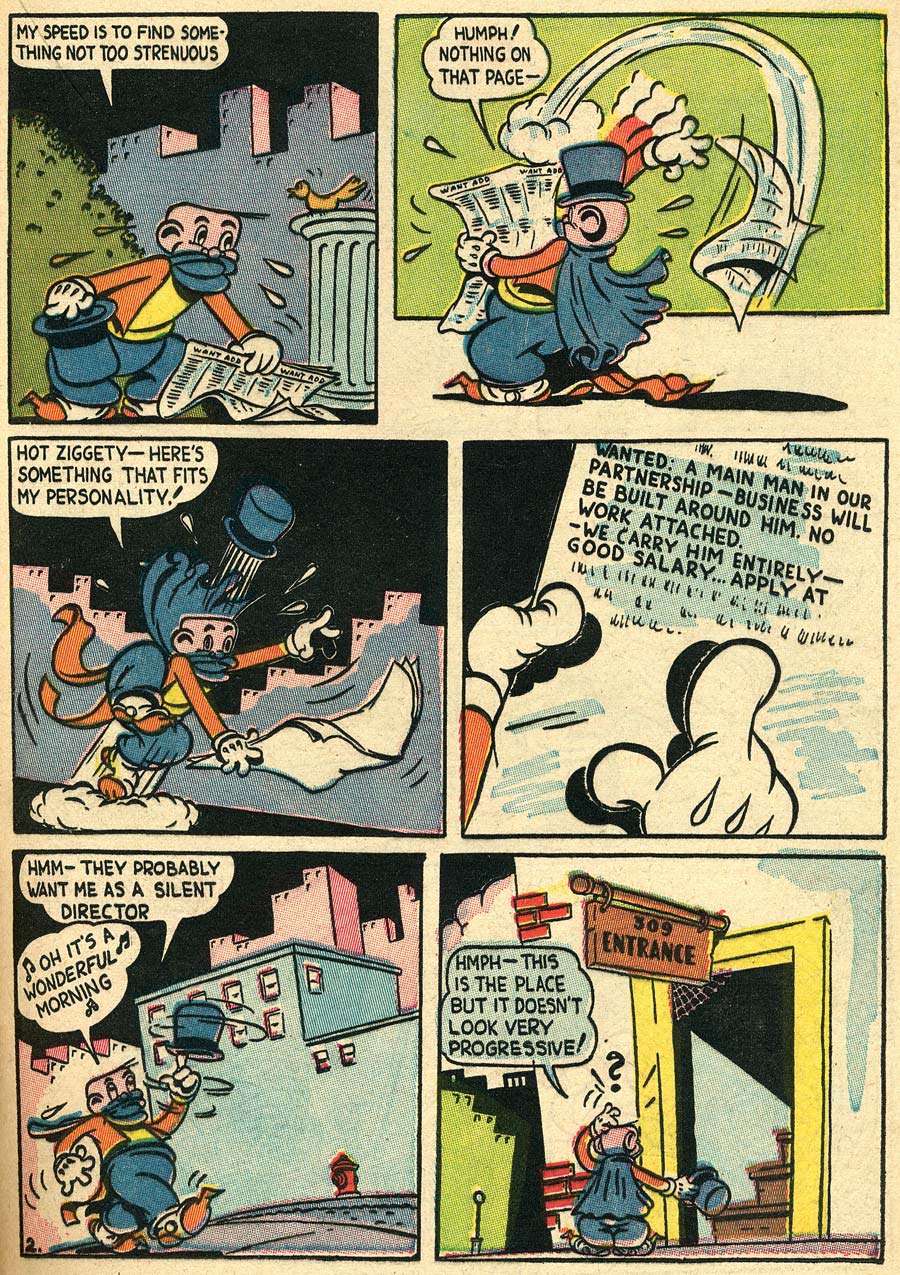 MY SPEED IS TO FIND SOME-
THING NOT TOO STRENUOUS
WANT ADD
WANT ADD
HUMPH!
NOTHING ON
THAT PAGE—
WANT ADD
WANT ADD
HOT ZIGGETY— HERE'S
SOMETHING THAT FITS
MY PERSONALITY!
WANTED: A MAIN MAN IN OUR
PARTNERSHIP—BUSINESS WILL
BE BUILT AROUND HIM. NO
WORK ATTACHED.
-WE CARRY HIM ENTIRELY—
GOOD SALARY... APPLY AT
HMM— THEY PROBABLY
WANT ME AS A SILENT
DIRECTOR
♫ OH IT'S A ♫
WONDERFUL
MORNING ♫
2.
309
ENTRANCE
HMPH— THIS
IS THE PLACE
BUT IT DOESN'T
LOOK VERY
PROGRESSIVE!
?